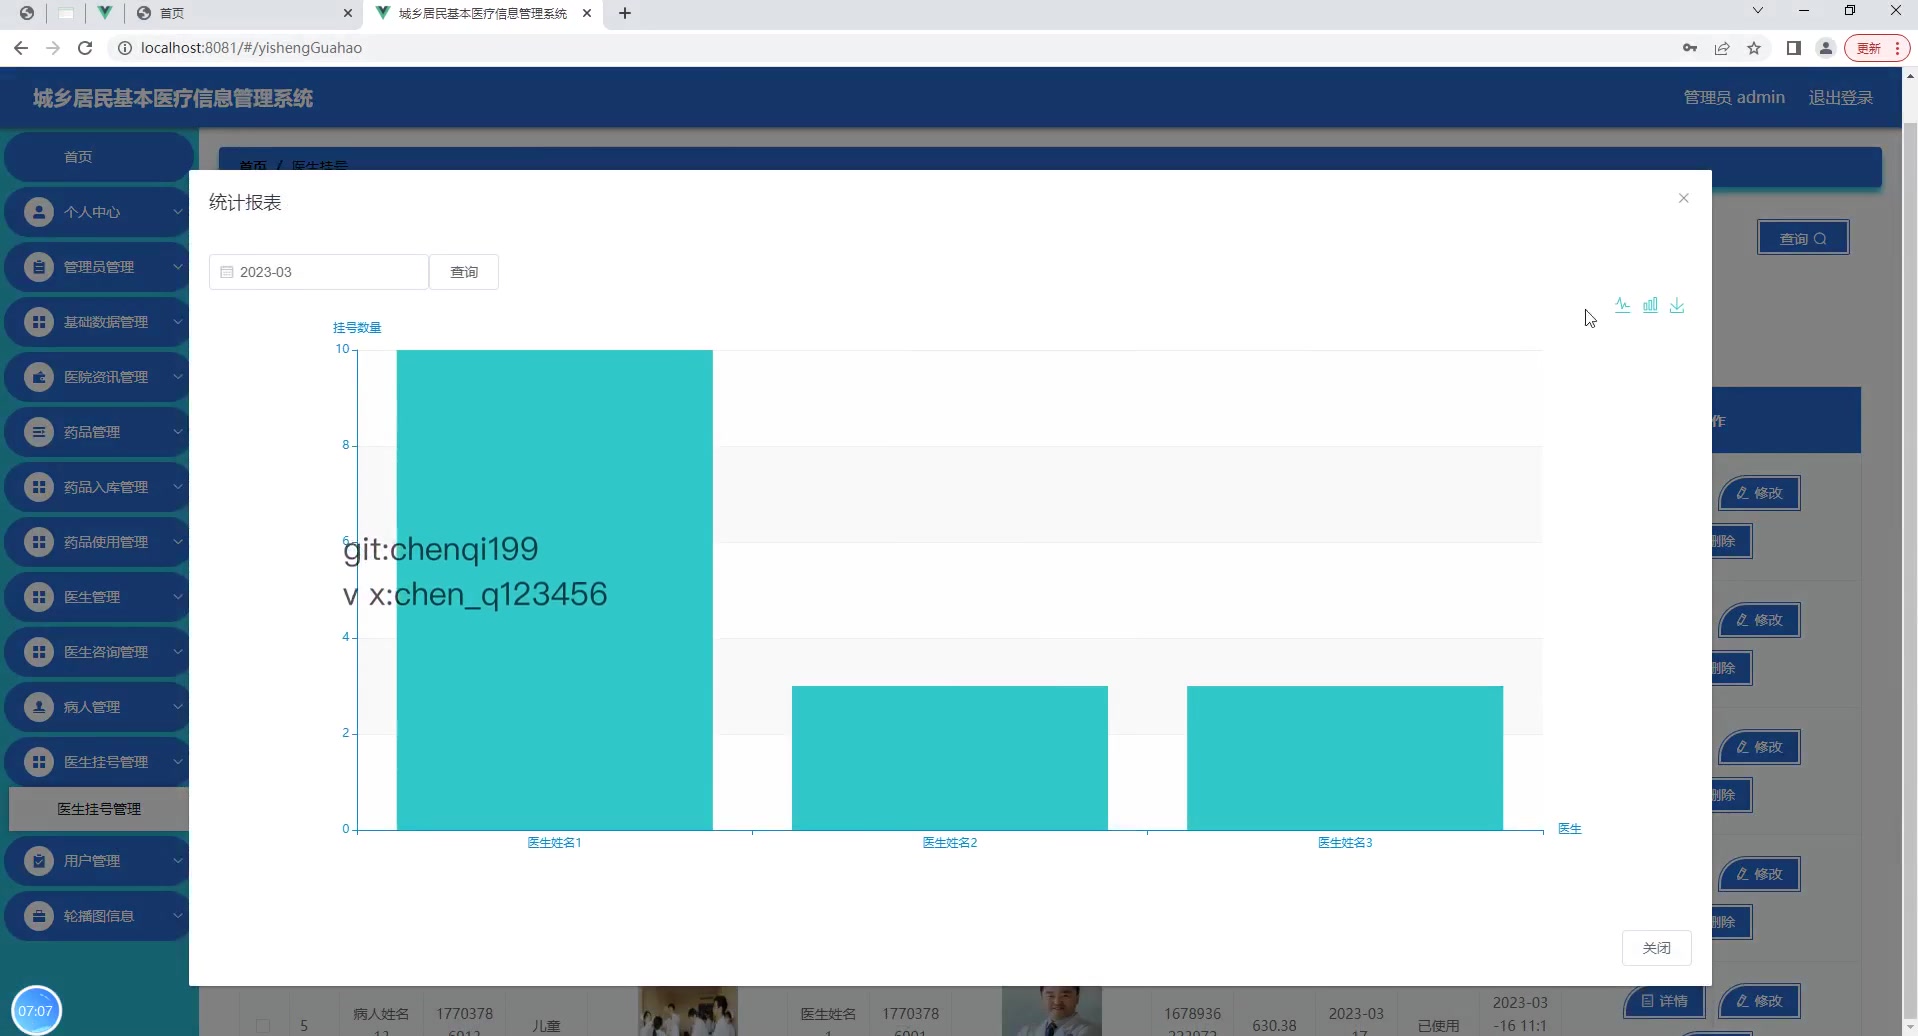 首页
城乡居民基本医疗信息管理系统
localhost:8081/#/yishengGuahao
更新
城乡居民基本医疗信息管理系统
管理员 admin
退出登录
首页
个人中心
管理员管理
基础数据管理
医院资讯管理
药品管理
药品入库管理
药品使用管理
医生管理
医生咨询管理
病人管理
医生挂号管理
医生挂号管理
用户管理
轮播图信息
07:07
首页 / 医生挂号
查询
统计报表
2023-03
查询
挂号数量
10
8
6
4
2
0
医生姓名1
医生姓名2
医生姓名3
医生
git:chenqi199
v x:chen_q123456
关闭
作
修改
删除
修改
删除
修改
删除
修改
删除
详情
修改
5
病人姓名
1770378
儿童
医生姓名
1770378
1678936
630.38
2023-03
已使用
2023-03
-16 11:1